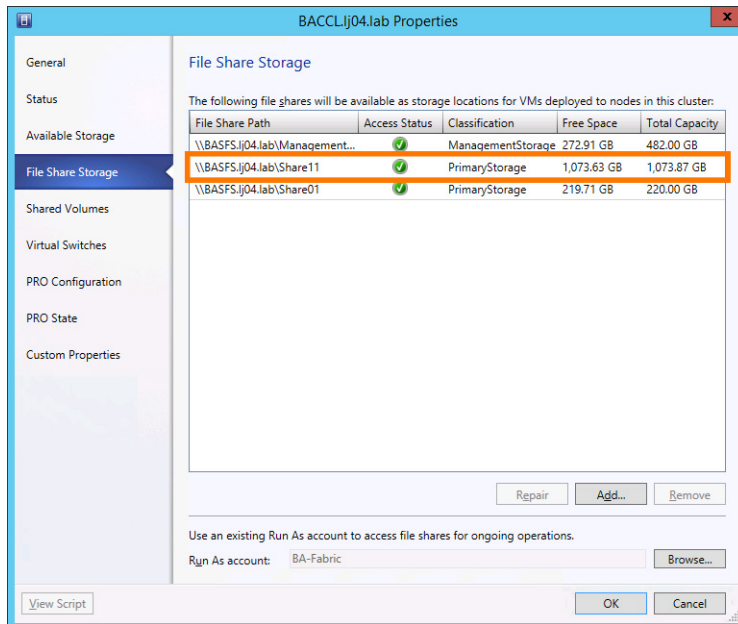 BACCL.lj04.lab Properties
x
General
Status
Available Storage
File Share Storage
Shared Volumes
Virtual Switches
PRO Configuration
PRO State
Custom Properties
File Share Storage
The following file shares will be available as storage locations for VMs deployed to nodes in this cluster:
File Share Path Access Status Classification Free Space Total Capacity
\\BASFS.lj04.lab\Management... ManagementStorage 272.91 GB 482.00 GB
\\BASFS.lj04.lab\Share11 PrimaryStorage 1,073.63 GB 1,073.87 GB
\\BASFS.lj04.lab\Share01 PrimaryStorage 219.71 GB 220.00 GB
Repair Add... Remove
Use an existing Run As account to access file shares for ongoing operations.
Run As account: BA-Fabric Browse...
View Script OK Cancel